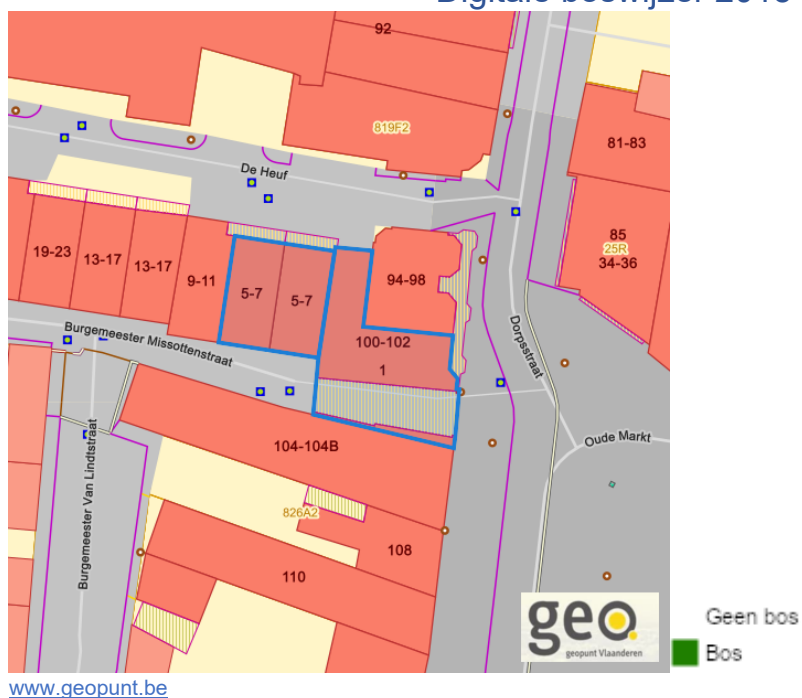 Digitale boswijzer 2018
92
819F2
81-83
De Heuf
85
25R
34-36
19-23
13-17
13-17
9-11
5-7
5-7
94-98
100-102
1
Burgemeester Missottenstraat
Dorpsstraat
Oude Markt
104-104B
Burgemeester Van Lindtstraat
826A2
108
110
geo
geopunt Vlaanderen
Geen bos
Bos
www.geopunt.be